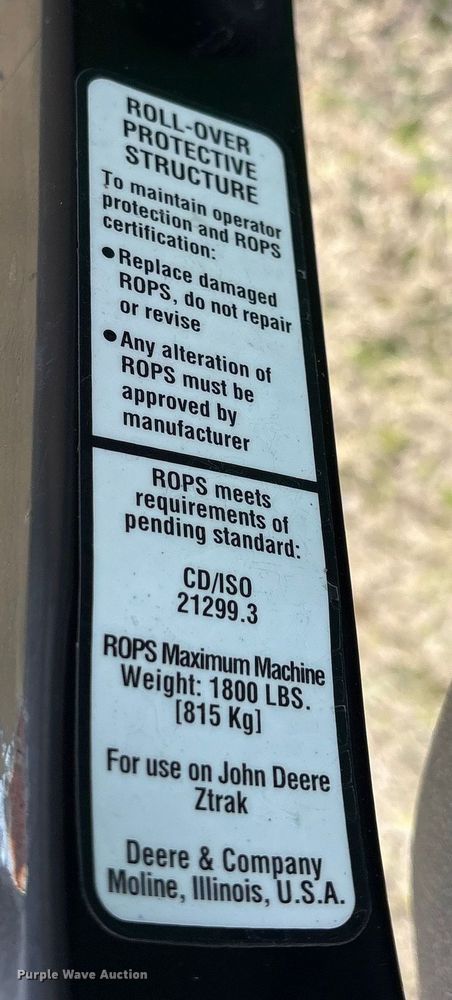 ROLL-OVER
PROTECTIVE
STRUCTURE
To maintain operator
protection and ROPS
certification:
● Replace damaged
ROPS, do not repair
or revise
● Any alteration of
ROPS must be
approved by
manufacturer
ROPS meets
requirements of
pending standard:
CD/ISO
21299.3
ROPS Maximum Machine
Weight: 1800 LBS.
[815 Kg]
For use on John Deere
Ztrak
Deere & Company
Moline, Illinois, U.S.A.
Purple Wave Auction